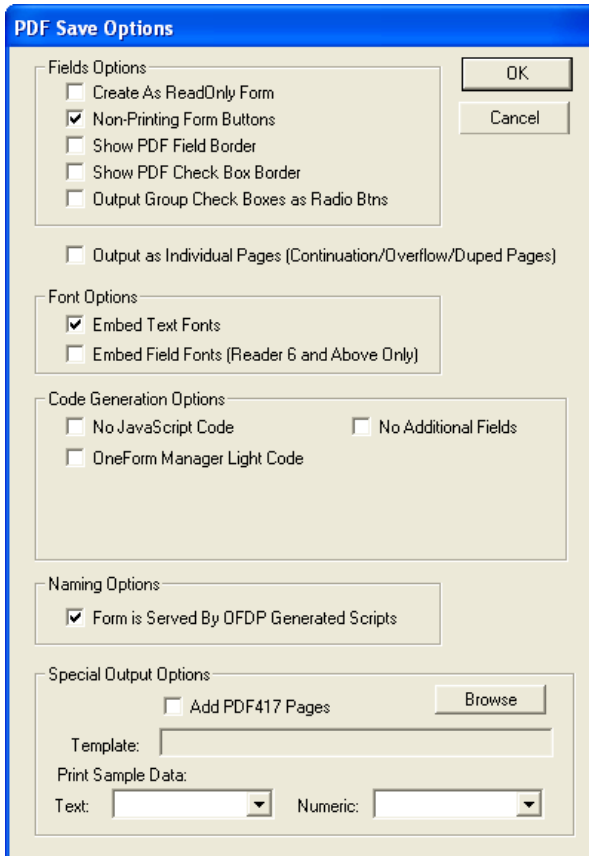 PDF Save Options
Fields Options
OK
Create As ReadOnly Form
Non-Printing Form Buttons
Cancel
Show PDF Field Border
Show PDF Check Box Border
Output Group Check Boxes as Radio Btns
Output as Individual Pages (Continuation/Overflow/Duped Pages)
Font Options
Embed Text Fonts
Embed Field Fonts (Reader 6 and Above Only)
Code Generation Options
No JavaScript Code
No Additional Fields
OneForm Manager Light Code
Naming Options
Form is Served By OFDP Generated Scripts
Special Output Options
Add PDF417 Pages
Browse
Template:
Print Sample Data:
Text:
Numeric: